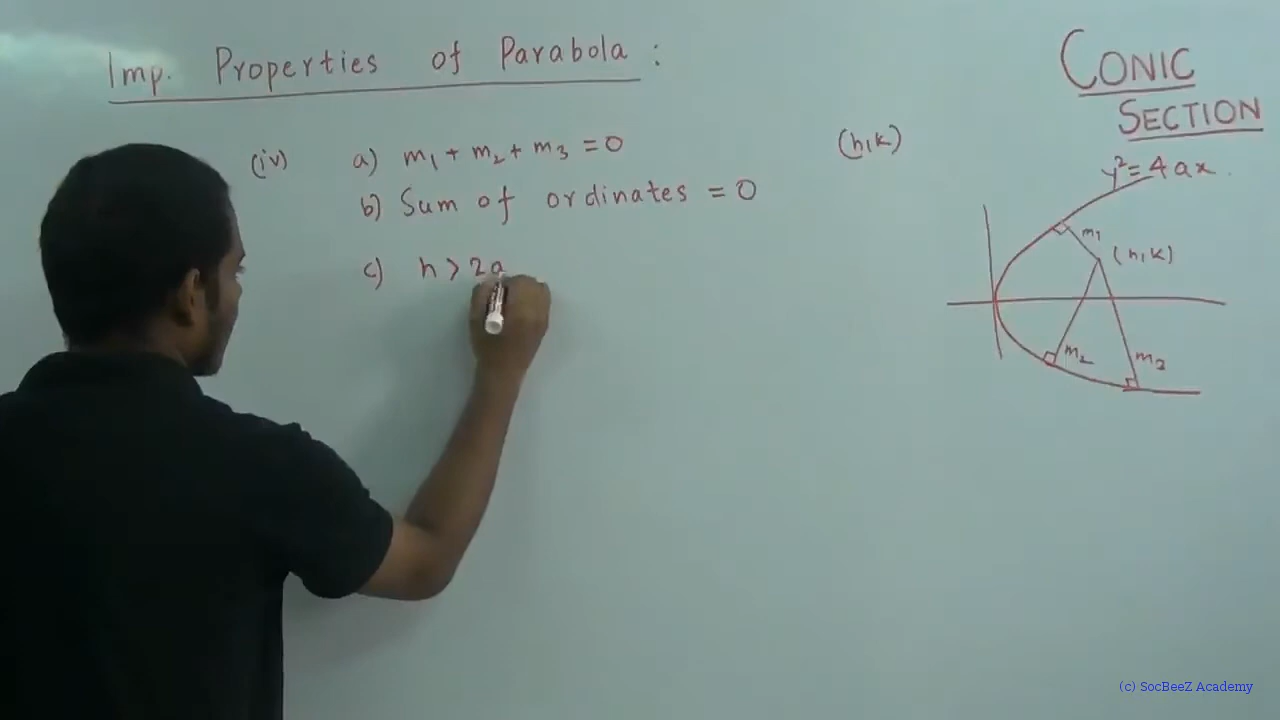 Imp. Properties of Parabola :
CONIC
SECTION
(iv) a) m₁ + m₂ + m₃ = 0
b) Sum of ordinates = 0
c) h > 2a
(h,k)
y² = 4ax.
m₁
(h,k)
m₂
m₃
(c) SocBeeZ Academy